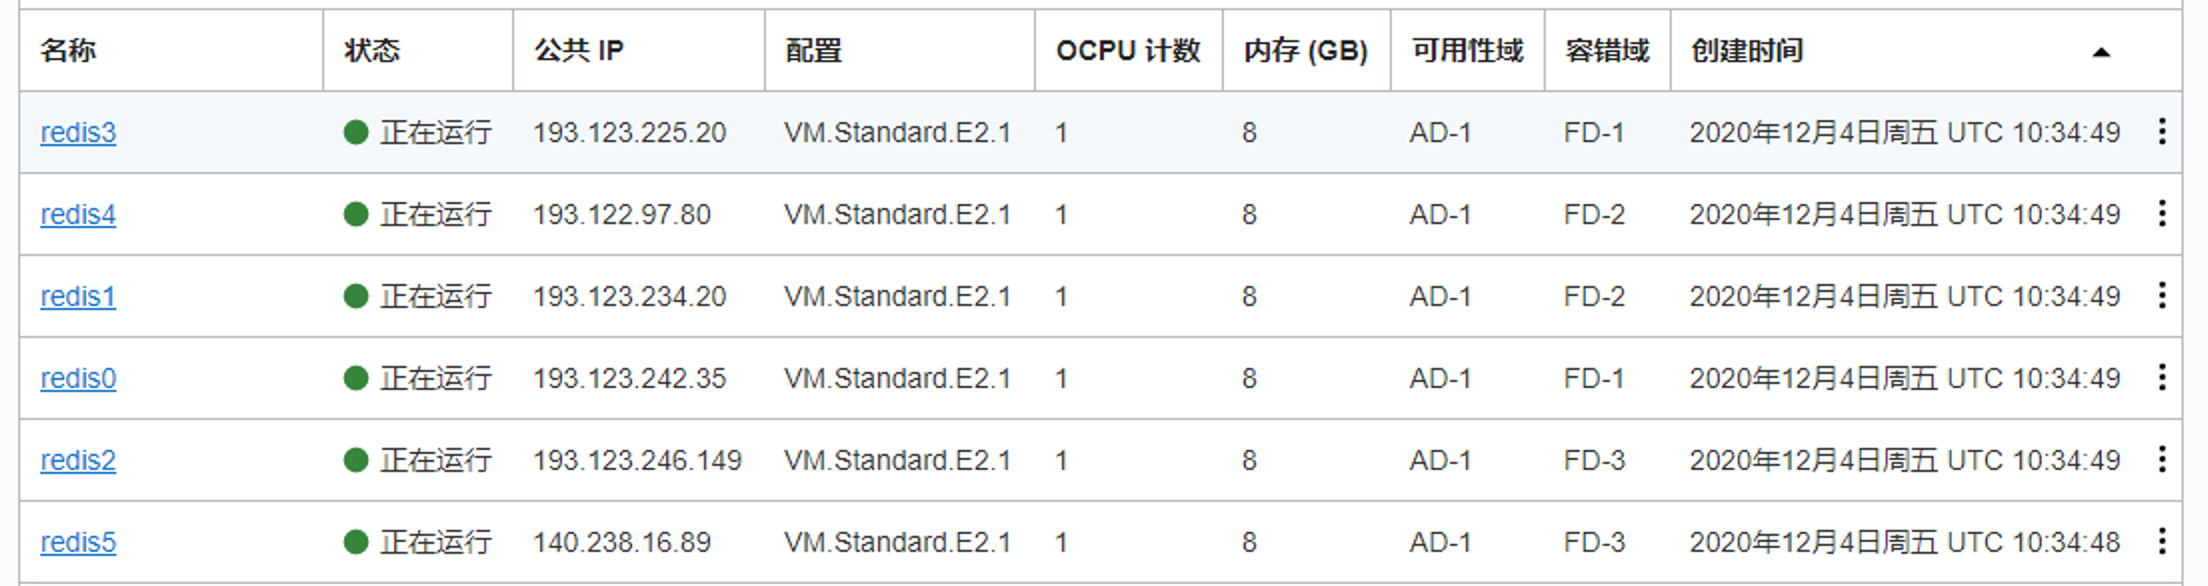 名称 状态 公共 IP 配置 OCPU 计数 内存 (GB) 可用性域 容错域 创建时间
redis3 正在运行 193.123.225.20 VM.Standard.E2.1 1 8 AD-1 FD-1 2020年12月4日周五 UTC 10:34:49
redis4 正在运行 193.122.97.80 VM.Standard.E2.1 1 8 AD-1 FD-2 2020年12月4日周五 UTC 10:34:49
redis1 正在运行 193.123.234.20 VM.Standard.E2.1 1 8 AD-1 FD-2 2020年12月4日周五 UTC 10:34:49
redis0 正在运行 193.123.242.35 VM.Standard.E2.1 1 8 AD-1 FD-1 2020年12月4日周五 UTC 10:34:49
redis2 正在运行 193.123.246.149 VM.Standard.E2.1 1 8 AD-1 FD-3 2020年12月4日周五 UTC 10:34:49
redis5 正在运行 140.238.16.89 VM.Standard.E2.1 1 8 AD-1 FD-3 2020年12月4日周五 UTC 10:34:48